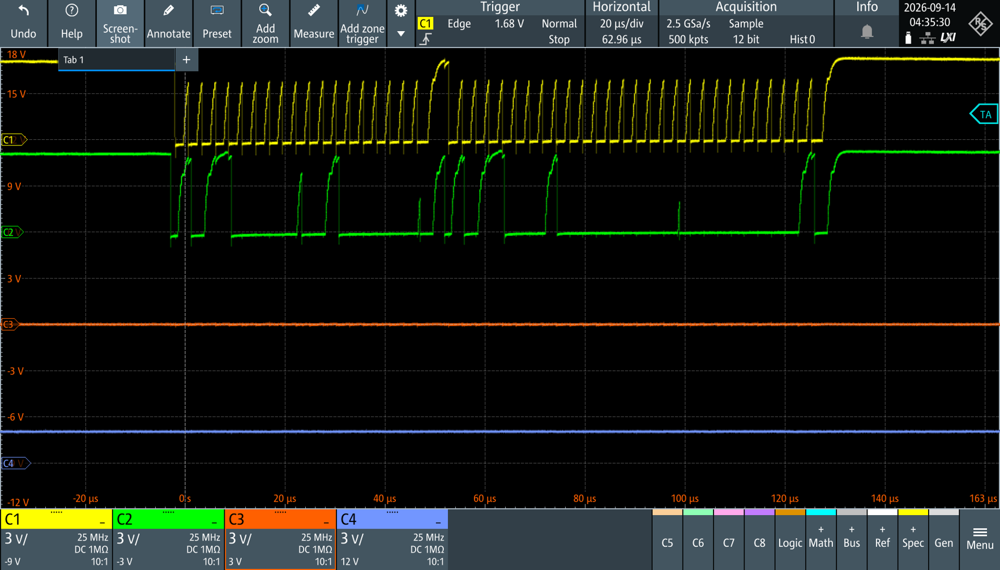 Undo
Help
Screen-
shot
Annotate
Preset
Add
zoom
Measure
Add zone
trigger
Trigger
C1 Edge 1.68 V Normal
Stop
Horizontal
20 µs/div
62.96 µs
Acquisition
2.5 GSa/s Sample
500 kpts 12 bit Hist0
Info
2026-09-14
04:35:30
LXI
R&S
Tab 1 +
18 V
15 V
C1
9 V
C2
3 V
C3
-3 V
-6 V
C4
-12 V
TA
-20 µs 0 s 20 µs 40 µs 60 µs 80 µs 100 µs 120 µs 140 µs 163 µs
C1
3 V/ 25 MHz
DC 1MΩ
-9 V 10:1
C2
3 V/ 25 MHz
DC 1MΩ
-3 V 10:1
C3
3 V/ 25 MHz
DC 1MΩ
3 V 10:1
C4
3 V/ 25 MHz
DC 1MΩ
12 V 10:1
C5
C6
C7
C8
Logic
+
Math
+
Bus
+
Ref
+
Spec
Gen
Menu